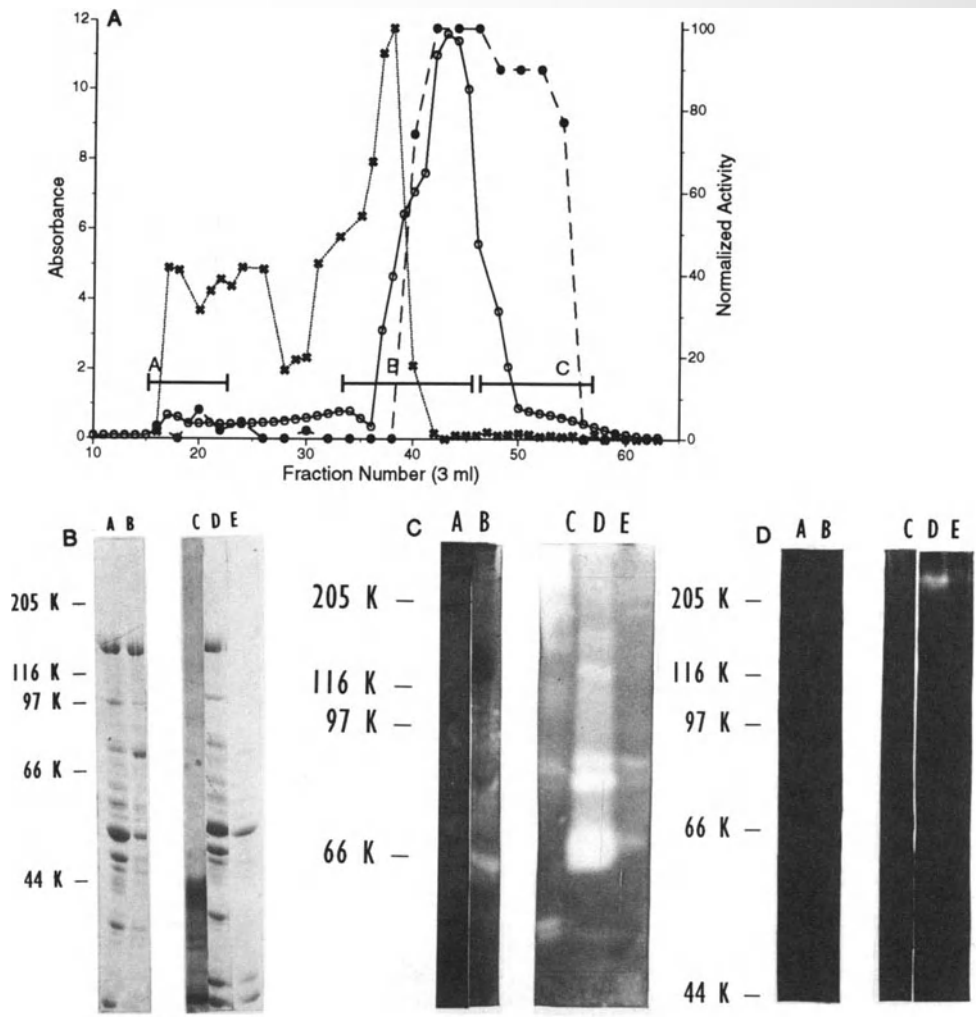 A
12
10
8
6
4
2
0
Absorbance
100
80
60
40
20
0
Normalized Activity
A
B
C
10 20 30 40 50 60
Fraction Number (3 ml)
B
A B C D E
205 K –
116 K –
97 K –
66 K –
44 K –
C
A B C D E
205 K –
116 K –
97 K –
66 K –
D
A B C D E
205 K –
116 K –
97 K –
66 K –
44 K –